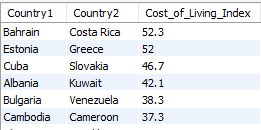 Country1 Country2 Cost_of_Living_Index
Bahrain Costa Rica 52.3
Estonia Greece 52
Cuba Slovakia 46.7
Albania Kuwait 42.1
Bulgaria Venezuela 38.3
Cambodia Cameroon 37.3